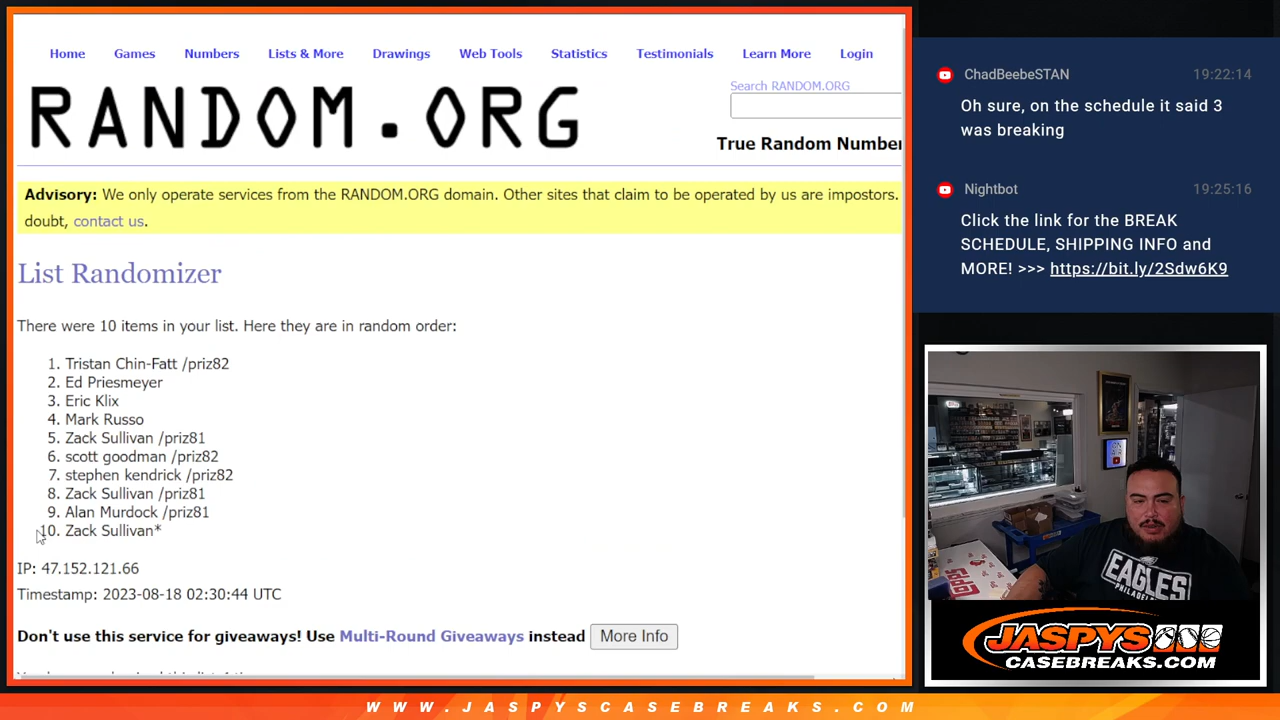 Home Games Numbers Lists & More Drawings Web Tools Statistics Testimonials Learn More Login
RANDOM.ORG
Search RANDOM.ORG
True Random Number
Advisory: We only operate services from the RANDOM.ORG domain. Other sites that claim to be operated by us are impostors.
doubt, contact us.
List Randomizer
There were 10 items in your list. Here they are in random order:
1. Tristan Chin-Fatt /priz82
2. Ed Priesmeyer
3. Eric Klix
4. Mark Russo
5. Zack Sullivan /priz81
6. scott goodman /priz82
7. stephen kendrick /priz82
8. Zack Sullivan /priz81
9. Alan Murdock /priz81
10. Zack Sullivan*
IP: 47.152.121.66
Timestamp: 2023-08-18 02:30:44 UTC
Don't use this service for giveaways! Use Multi-Round Giveaways instead More Info
ChadBeebeSTAN 19:22:14
Oh sure, on the schedule it said 3
was breaking
Nightbot 19:25:16
Click the link for the BREAK
SCHEDULE, SHIPPING INFO and
MORE! >>> https://bit.ly/2Sdw6K9
EAGLES
JASPYS
CASEBREAKS.COM
WWW.JASPYSCASEBREAKS.COM